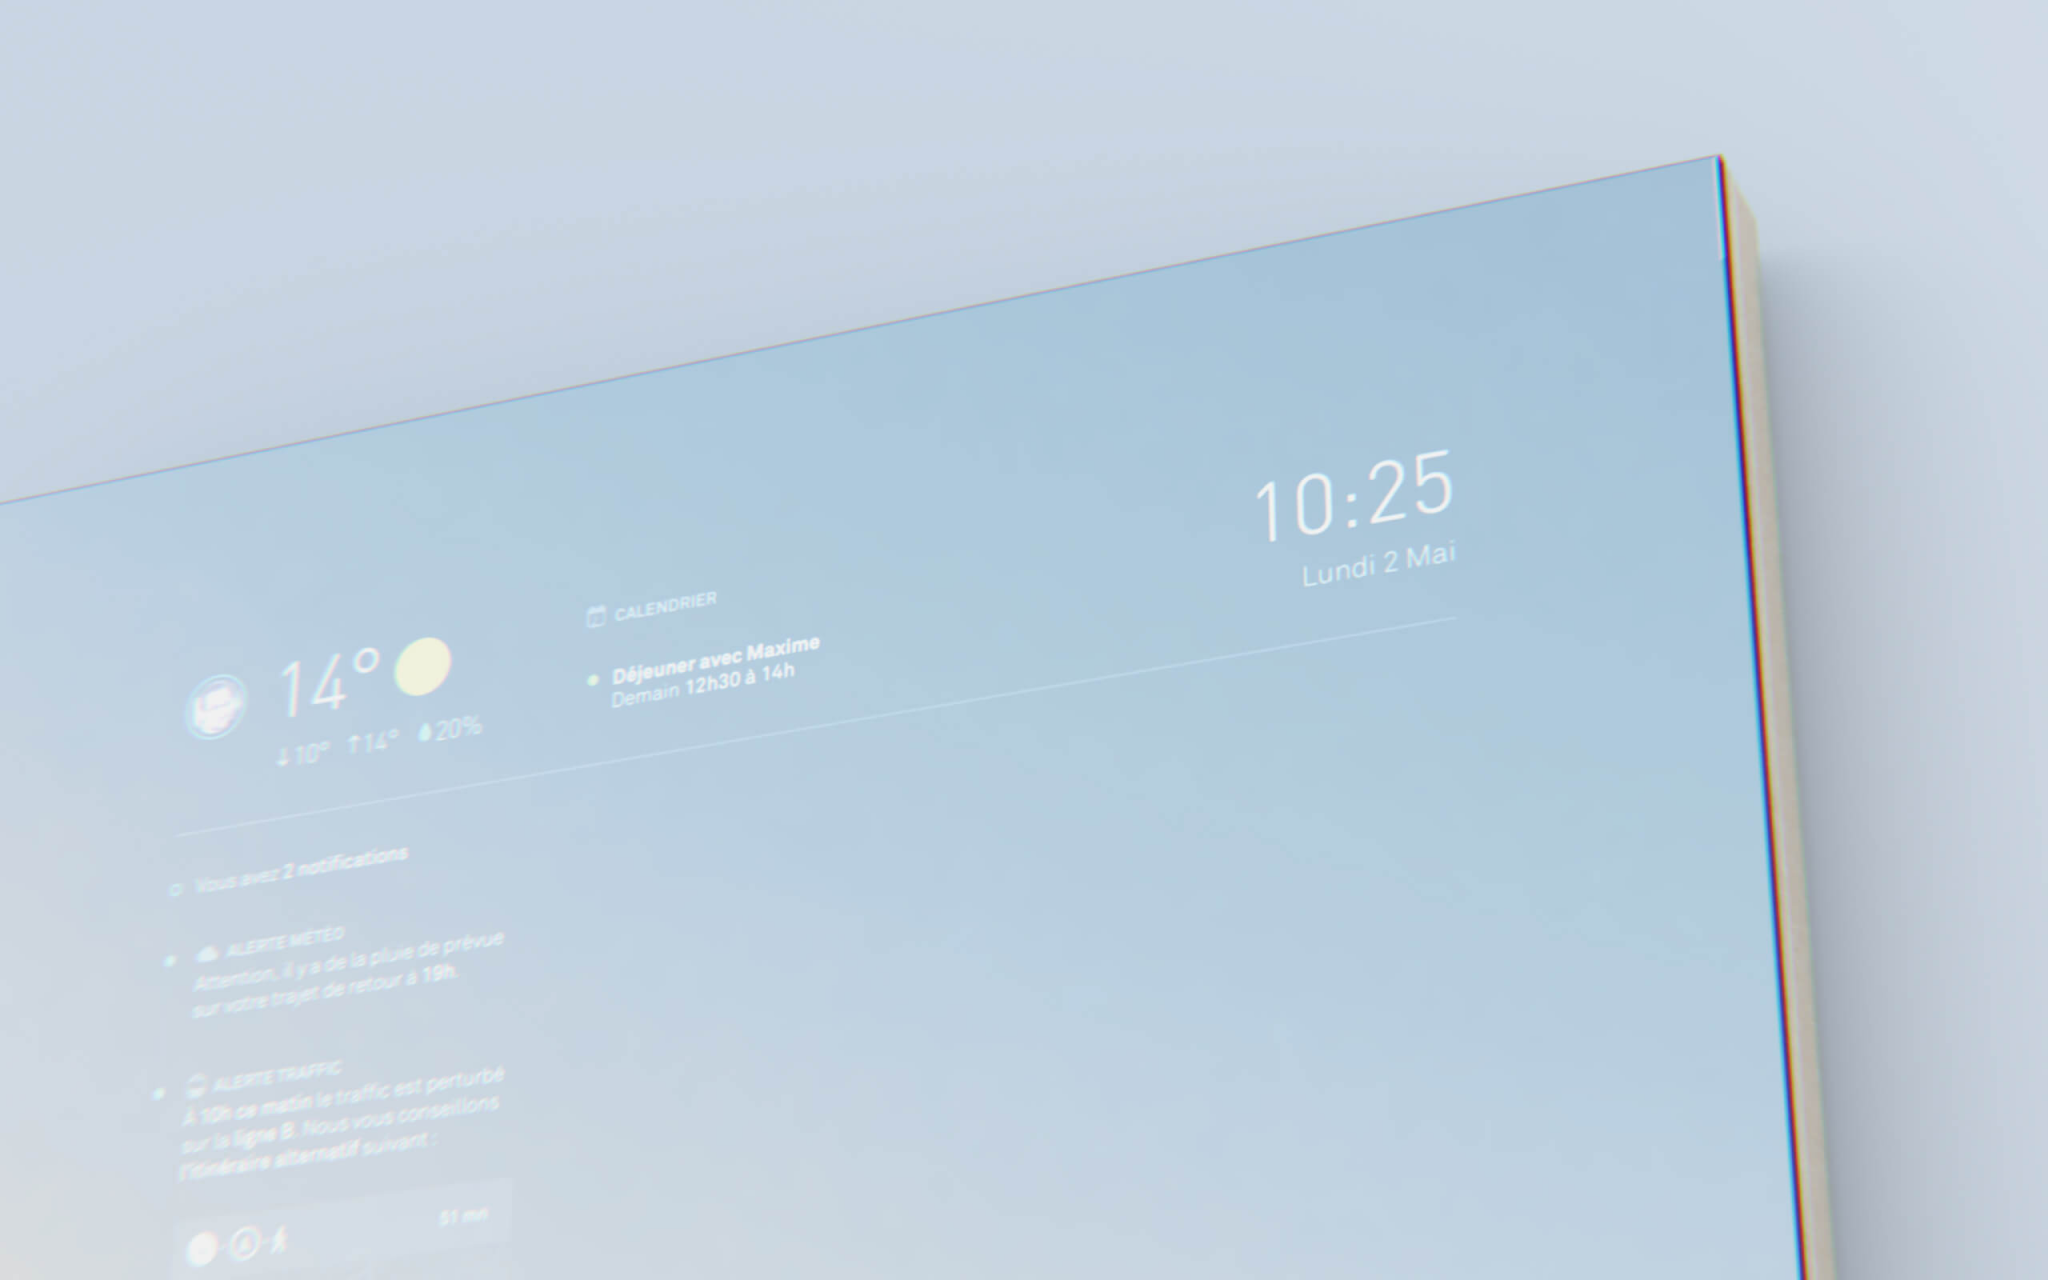 10:25
Lundi 2 Mai
14°
↓10° ↑14° 20%
CALENDRIER
Déjeuner avec Maxime
Demain 12h30 à 14h
Vous avez 2 notifications
ALERTE MÉTÉO
Attention, il y a de la pluie de prévue
sur votre trajet de retour à 19h.
ALERTE TRAFFIC
À 10h ce matin le traffic est perturbé
sur la ligne B. Nous vous conseillons
l'itinéraire alternatif suivant :
51 min